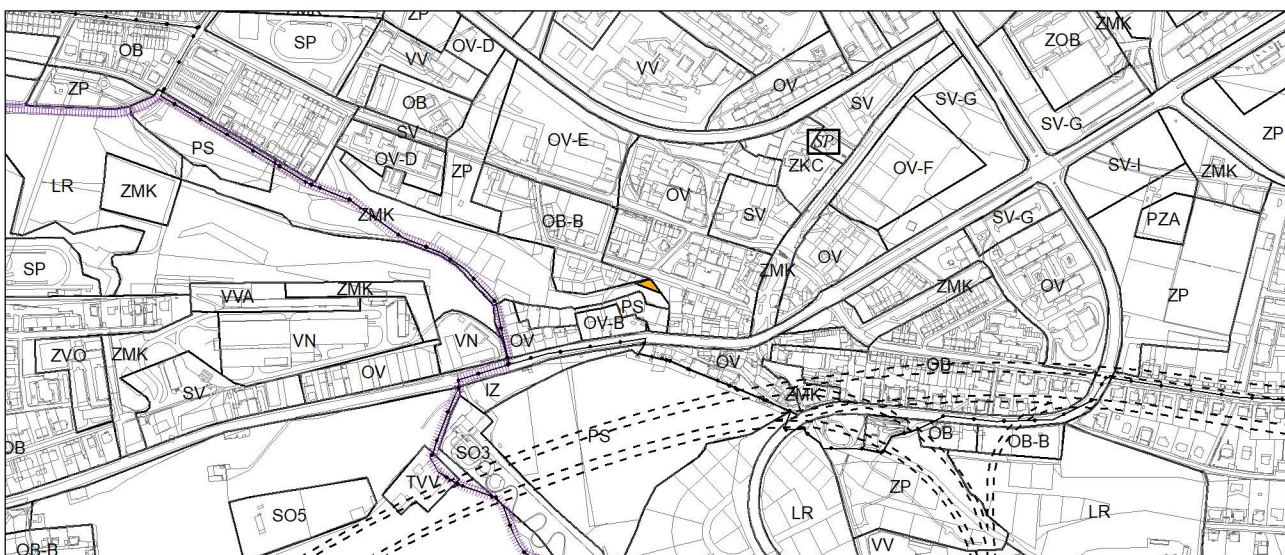 ZP
OV-D
ZMK
OB
SP
VV
VV
ZOB
OV
ZP
OB
SV
SV-G
SV-G
ZP
PS
SV
OV-D
ZP
OV-E
SP
ZKC
OV-F
SV-I
ZMK
LR
ZMK
ZMK
OB-B
OV
SV
SV-G
PZA
SP
ZMK
OV
ZMK
OV
ZP
VVA
ZMK
PS
OV-B
ZVO
ZMK
VN
VN
OV
SV
OV
IZ
OV
OB
ZMK
OB
PS
OB
OB-B
SO3
TVV
SO5
LR
ZP
LR
OB-B
VV